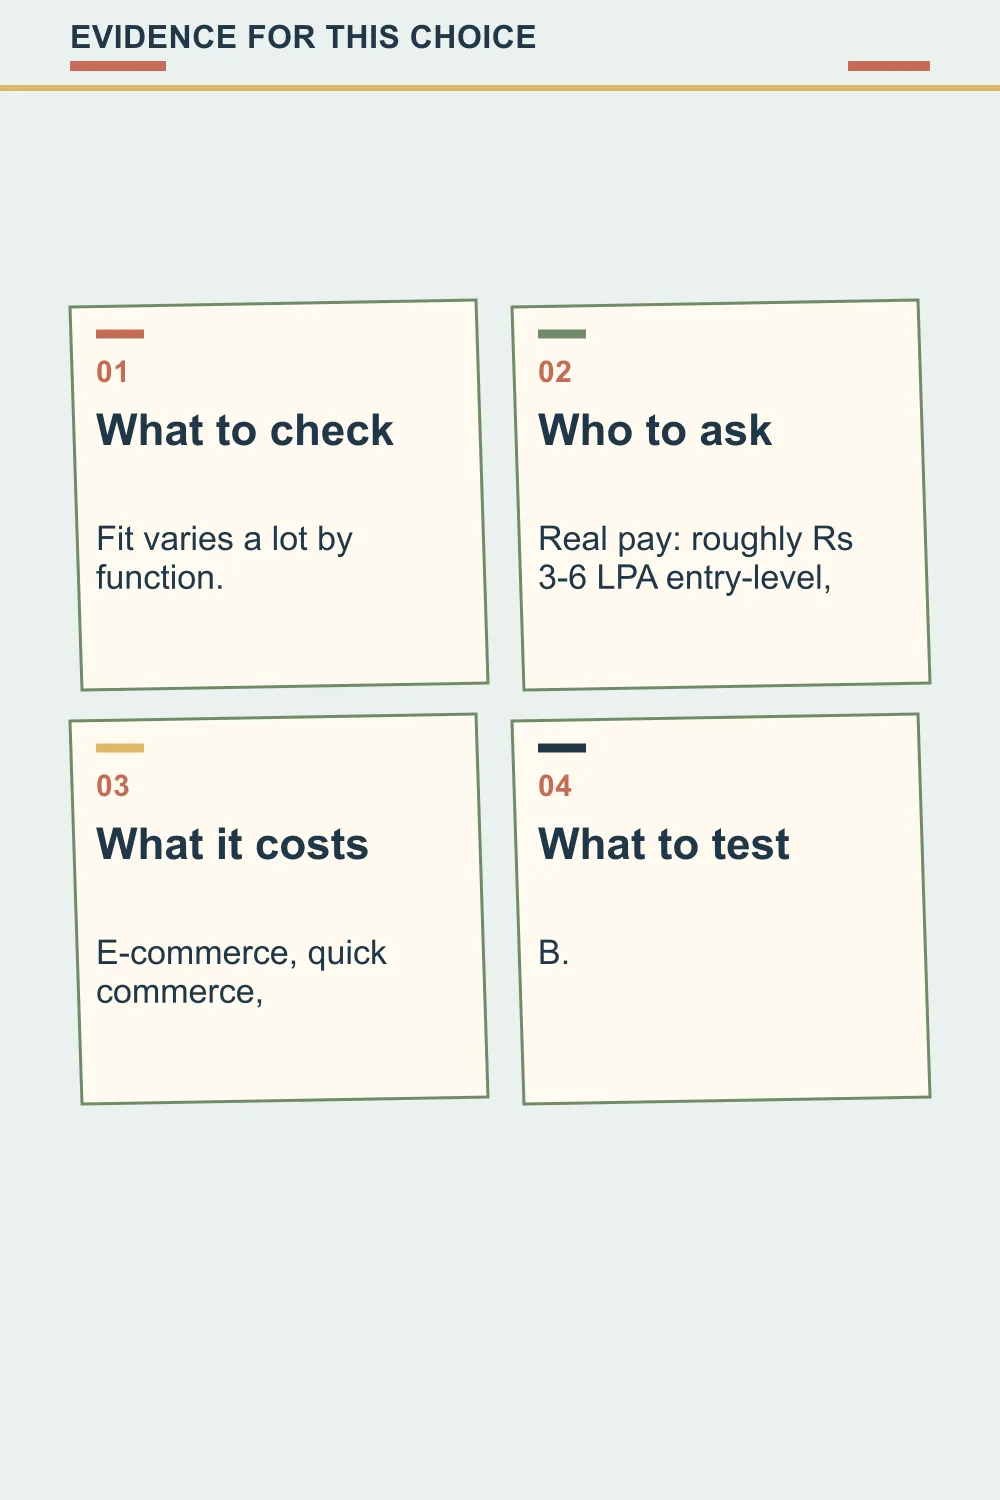 EVIDENCE FOR THIS CHOICE
01
What to check
Fit varies a lot by
function.
02
Who to ask
Real pay: roughly Rs
3-6 LPA entry-level,
03
What it costs
E-commerce, quick
commerce,
04
What to test
B.